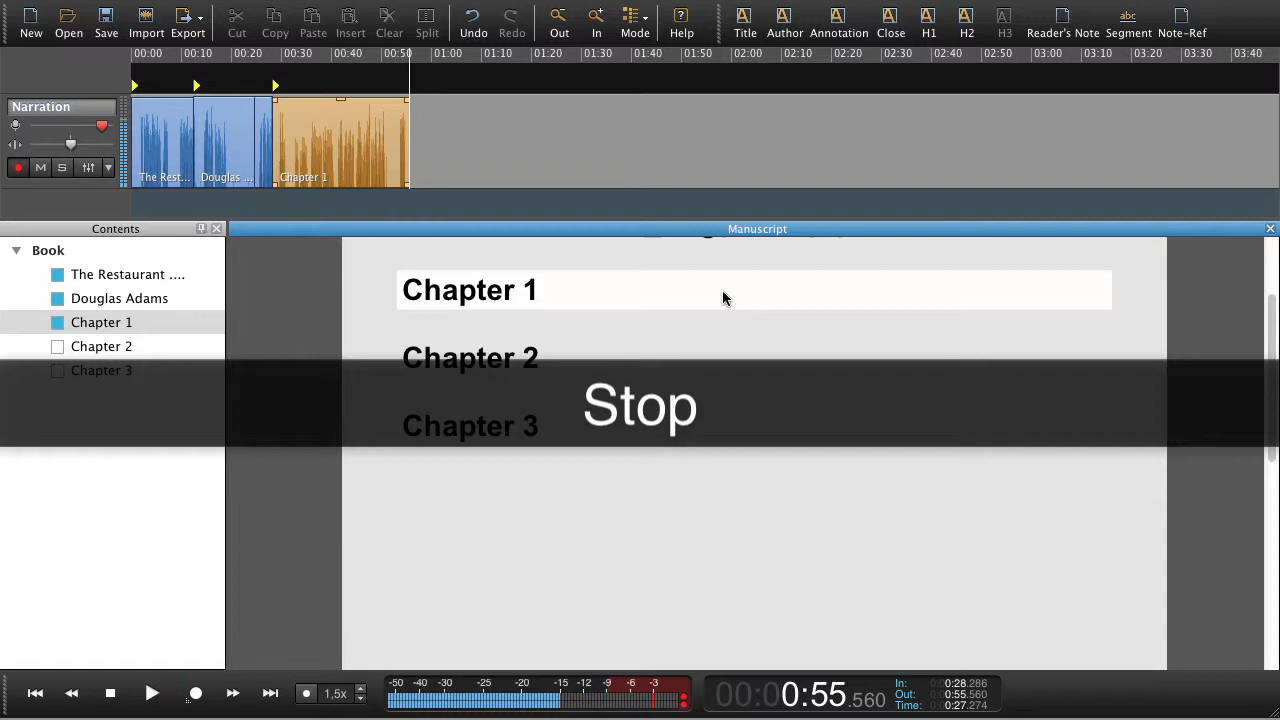 New Open Save Import Export Cut Copy Paste Insert Clear Split Undo Redo Out In Mode Help Title Author Annotation Close H1 H2 H3 Reader's Note Segment Note-Ref
abc
00:00 00:10 00:20 00:30 00:40 00:50 01:00 01:10 01:20 01:30 01:40 01:50 02:00 02:10 02:20 02:30 02:40 02:50 03:00 03:10 03:20 03:30 03:40
Narration
M S
The Rest... Douglas ... Chapter 1
Contents
Manuscript
Book
The Restaurant ....
Douglas Adams
Chapter 1
Chapter 2
Chapter 3
Chapter 1
Chapter 2
Chapter 3
Stop
1,5x
-50 -40 -30 -25 -20 -15 -12 -9 -6 -3
00:00:55.560
In: 0:00:28.286
Out: 0:00:55.560
Time: 0:00:27.274